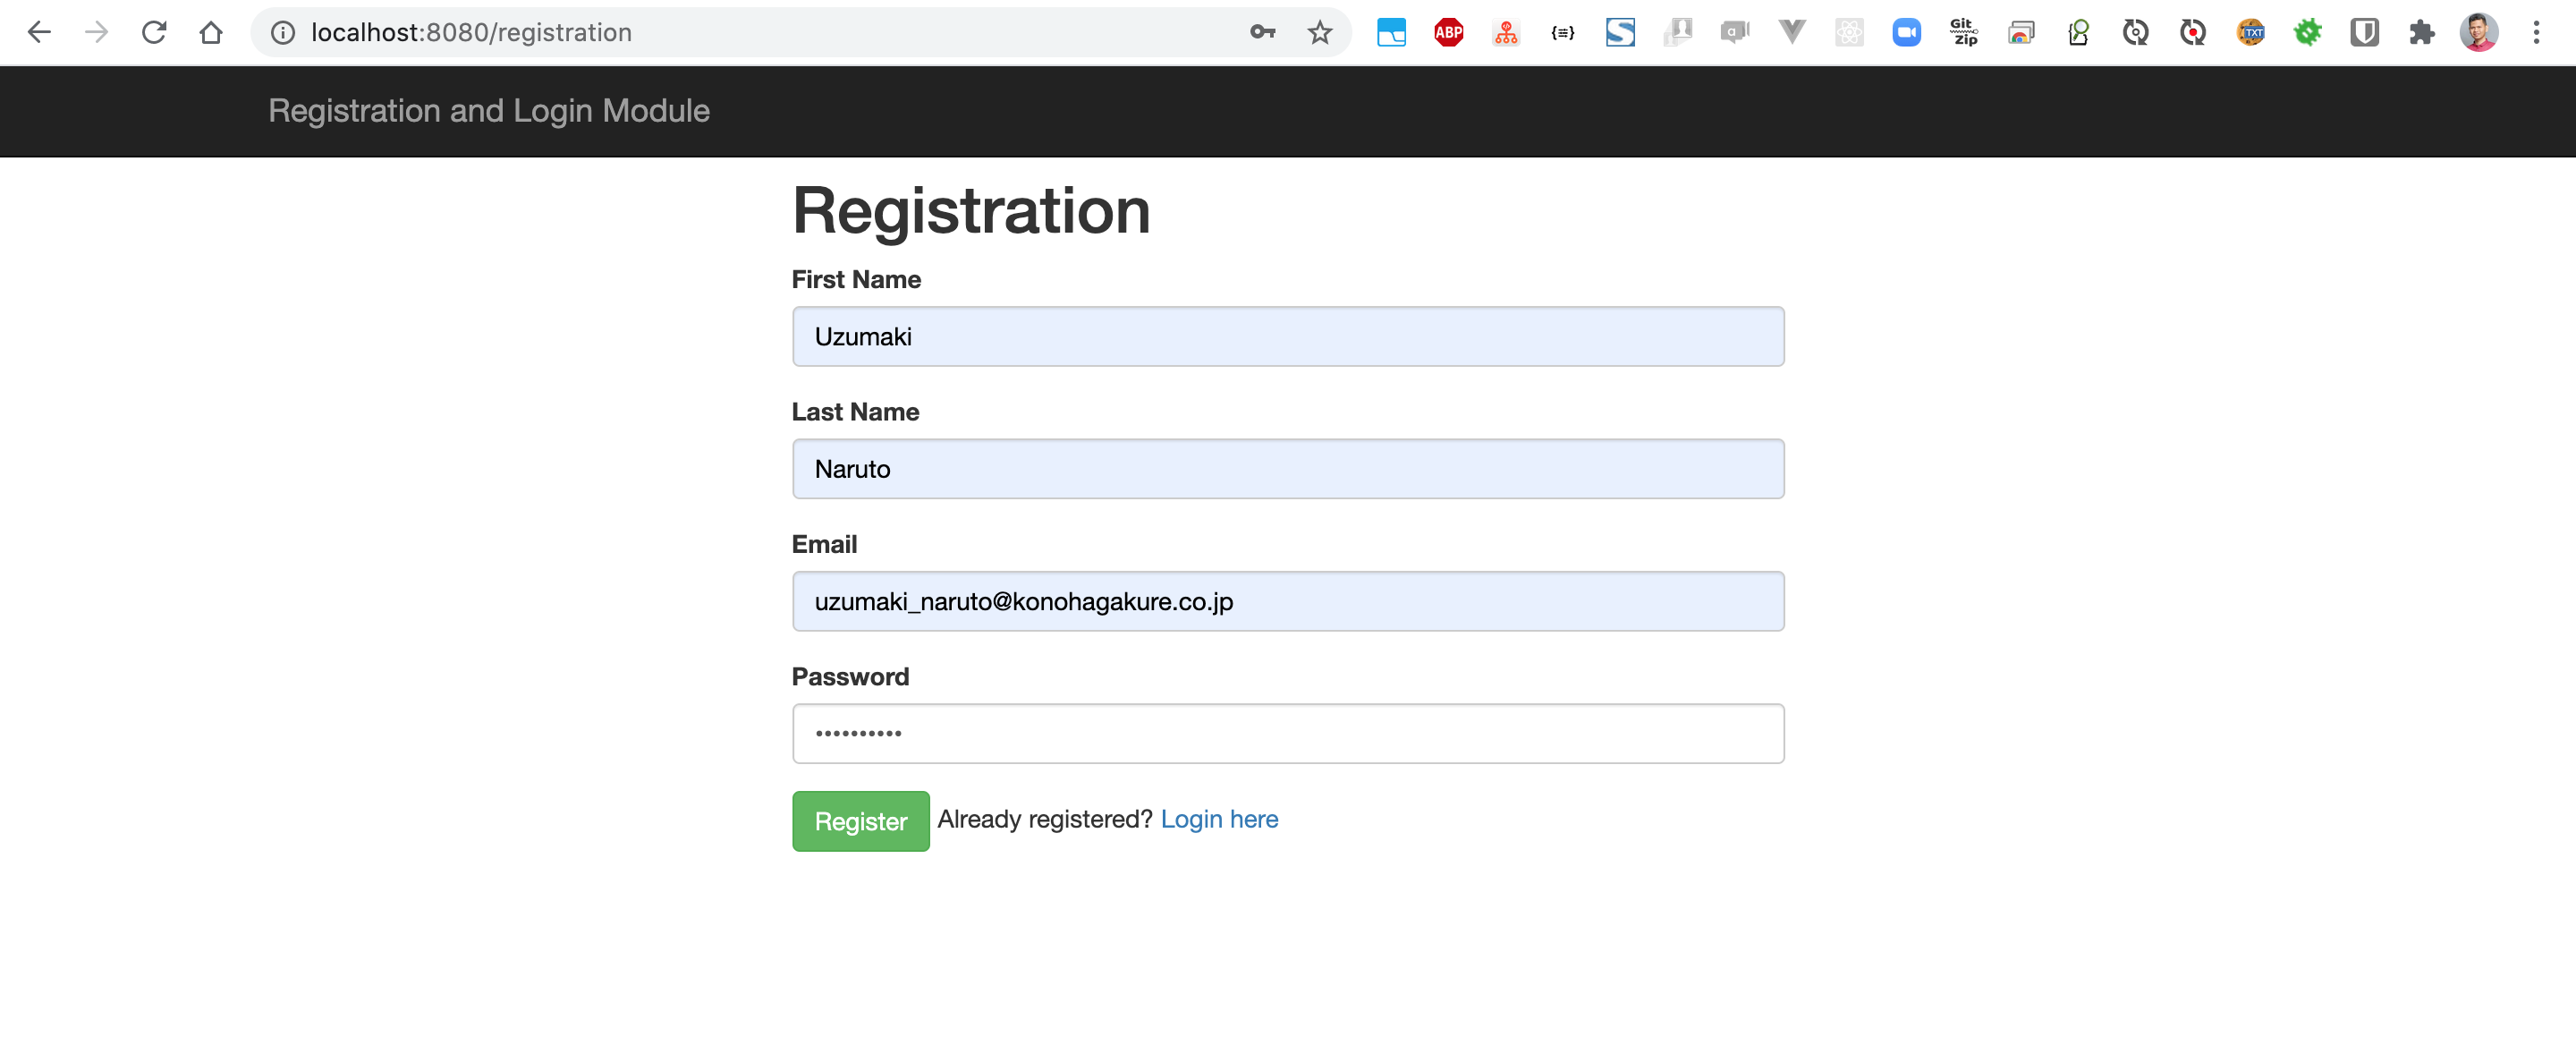 localhost:8080/registration
ABP
{≡}
S
a
Git
Zip
TXT
Registration and Login Module
Registration
First Name
Uzumaki
Last Name
Naruto
Email
uzumaki_naruto@konohagakure.co.jp
Password
••••••••••
Register Already registered? Login here